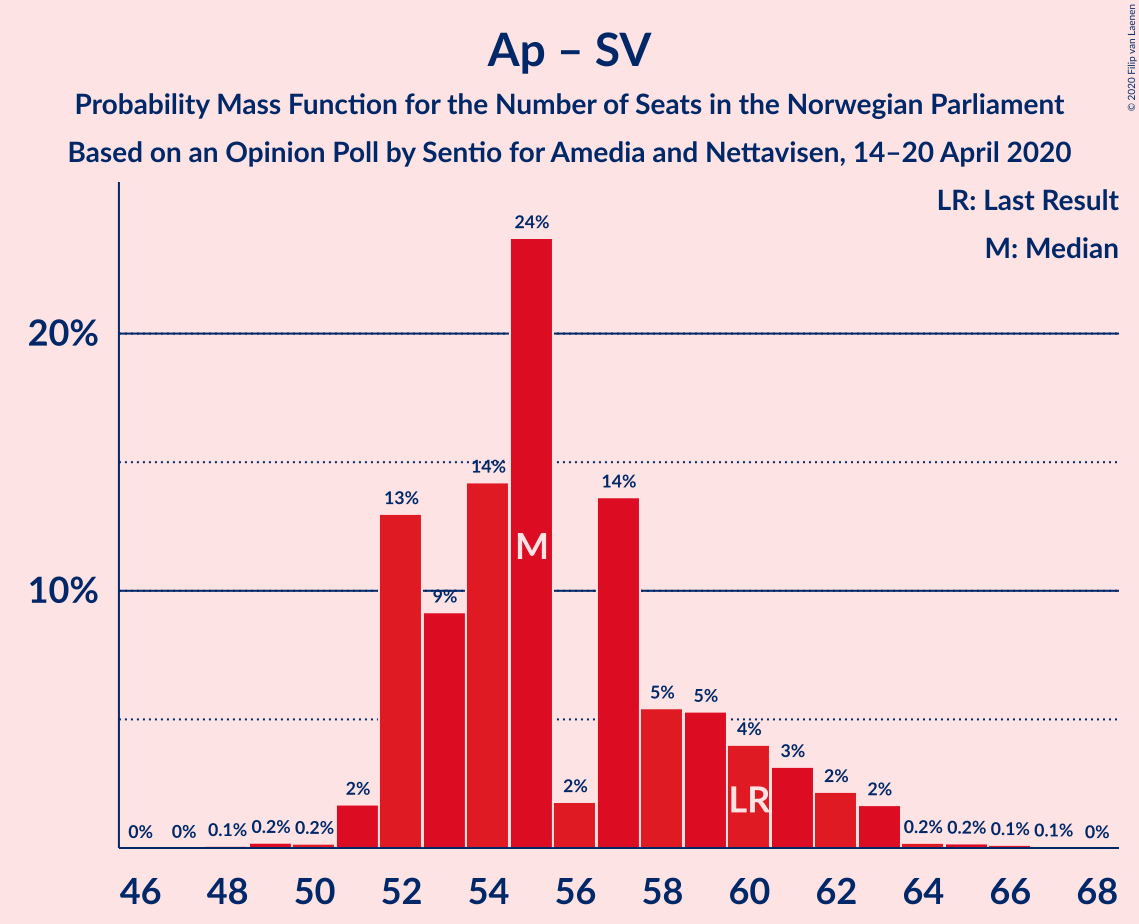 Ap – SV
Probability Mass Function for the Number of Seats in the Norwegian Parliament
Based on an Opinion Poll by Sentio for Amedia and Nettavisen, 14–20 April 2020
© 2020 Filip van Laenen
LR: Last Result
M: Median
20%
10%
0%
0%
0.1%
0.2%
0.2%
2%
13%
9%
14%
24%
2%
14%
5%
5%
4%
3%
2%
2%
0.2%
0.2%
0.1%
0.1%
0%
M
LR
46 48 50 52 54 56 58 60 62 64 66 68